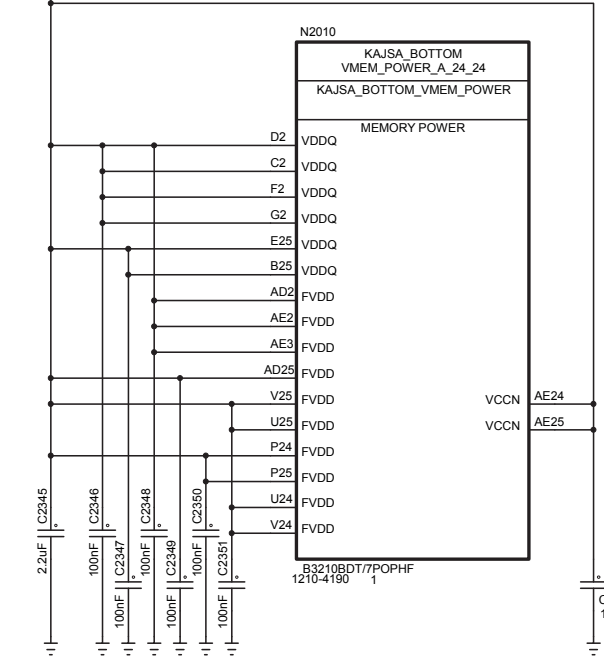 N2010
KAJSA_BOTTOM
VMEM_POWER_A_24_24
KAJSA_BOTTOM_VMEM_POWER
MEMORY POWER
D2 VDDQ
C2 VDDQ
F2 VDDQ
G2 VDDQ
E25 VDDQ
B25 VDDQ
AD2 FVDD
AE2 FVDD
AE3 FVDD
AD25 FVDD
V25 FVDD VCCN AE24
U25 FVDD VCCN AE25
P24 FVDD
P25 FVDD
U24 FVDD
V24 FVDD
B3210BDT/7POPHF
1210-4190 1
C2345
2.2uF
C2346
100nF
C2347
100nF
C2348
100nF
C2349
100nF
C2350
100nF
C2351
100nF
C
1